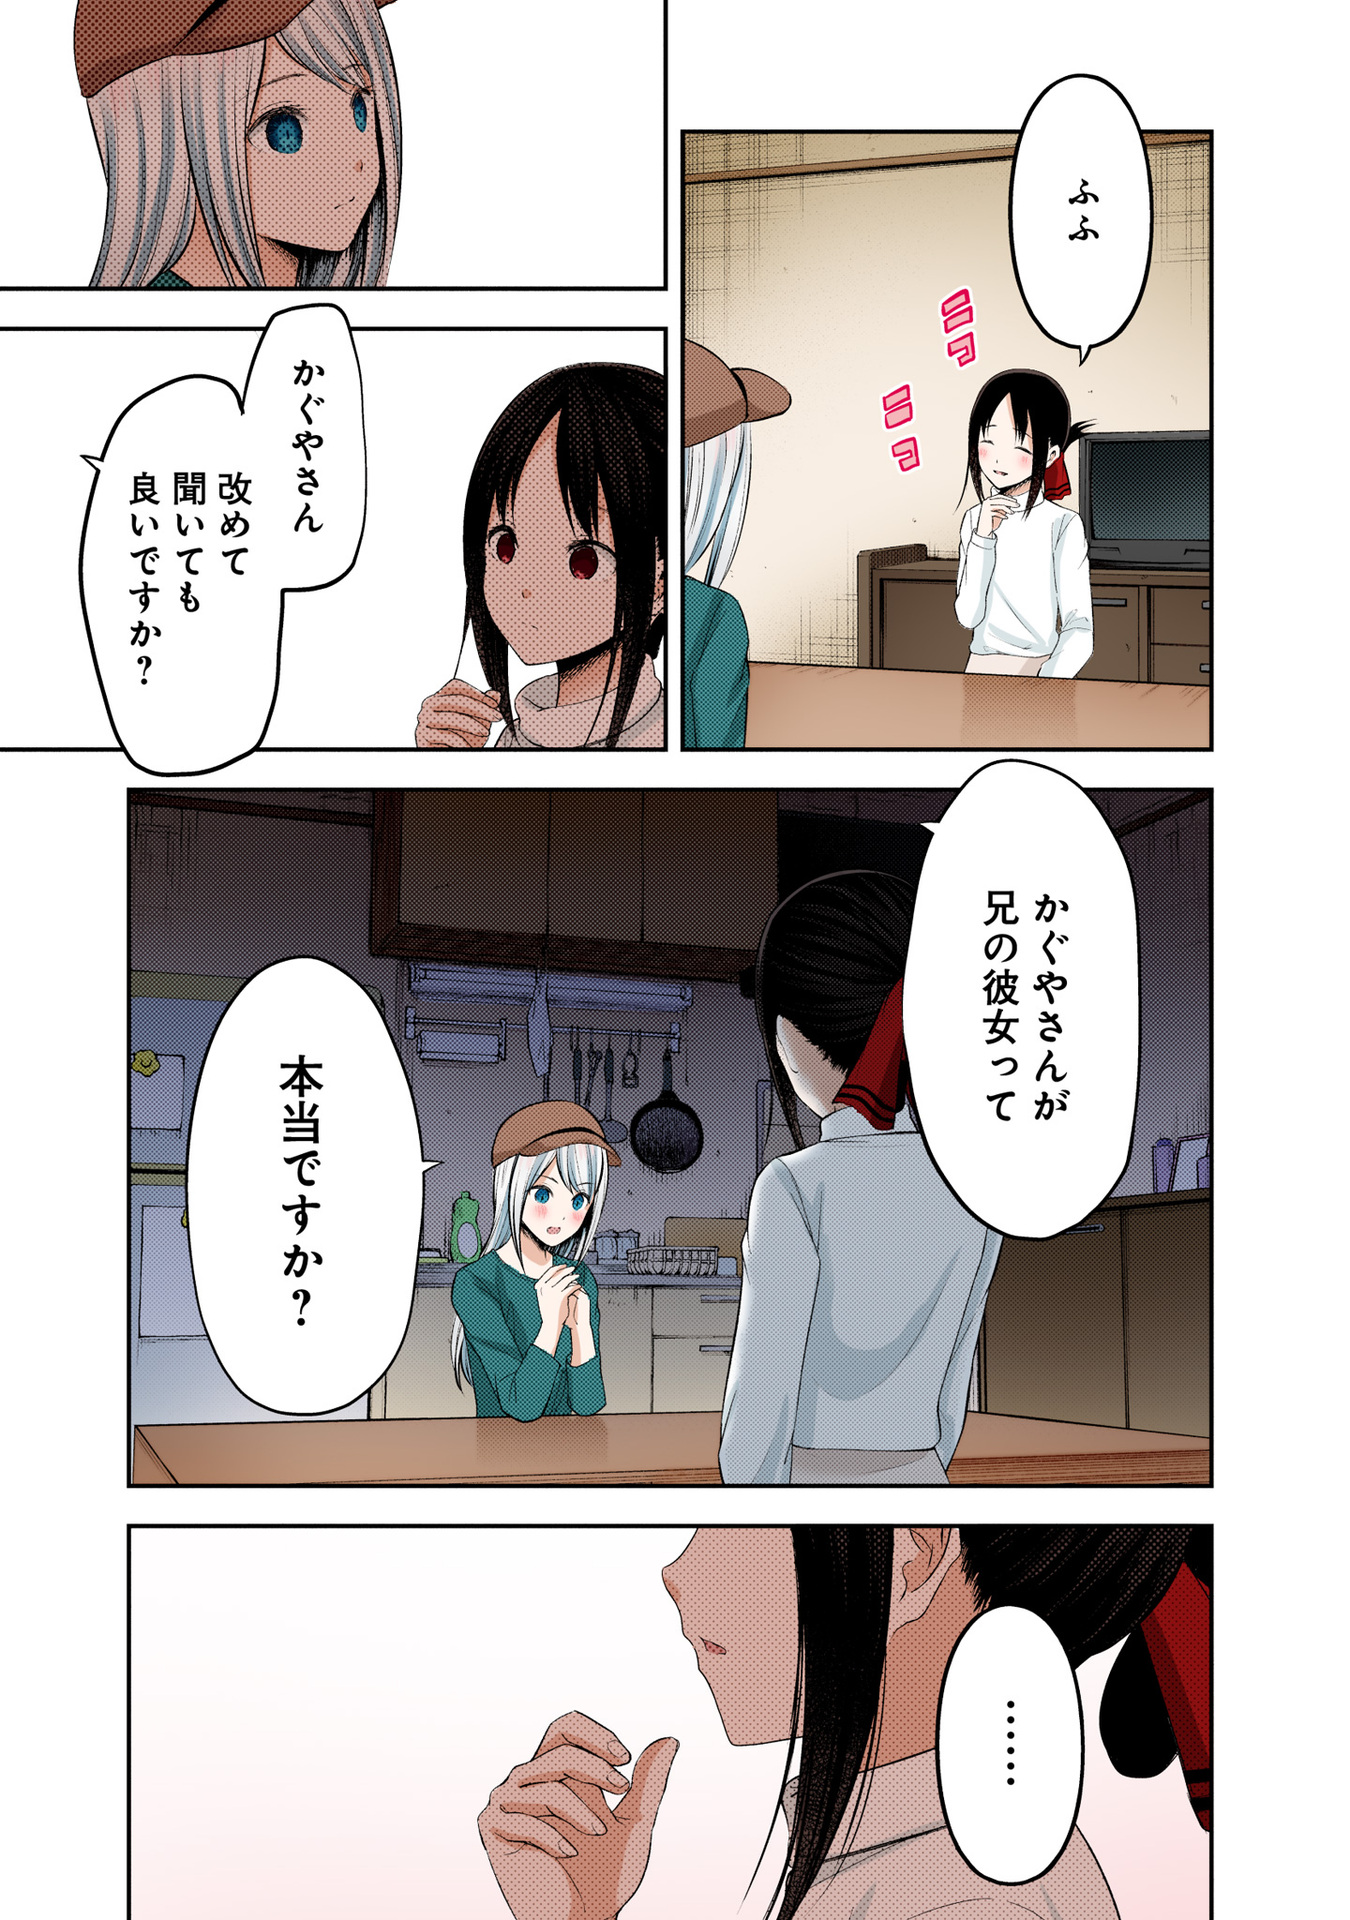 ふふ
ニコ
ニコ
かぐやさん
改めて
聞いても
良いですか？
かぐやさんが
兄の彼女って
本当ですか？
……